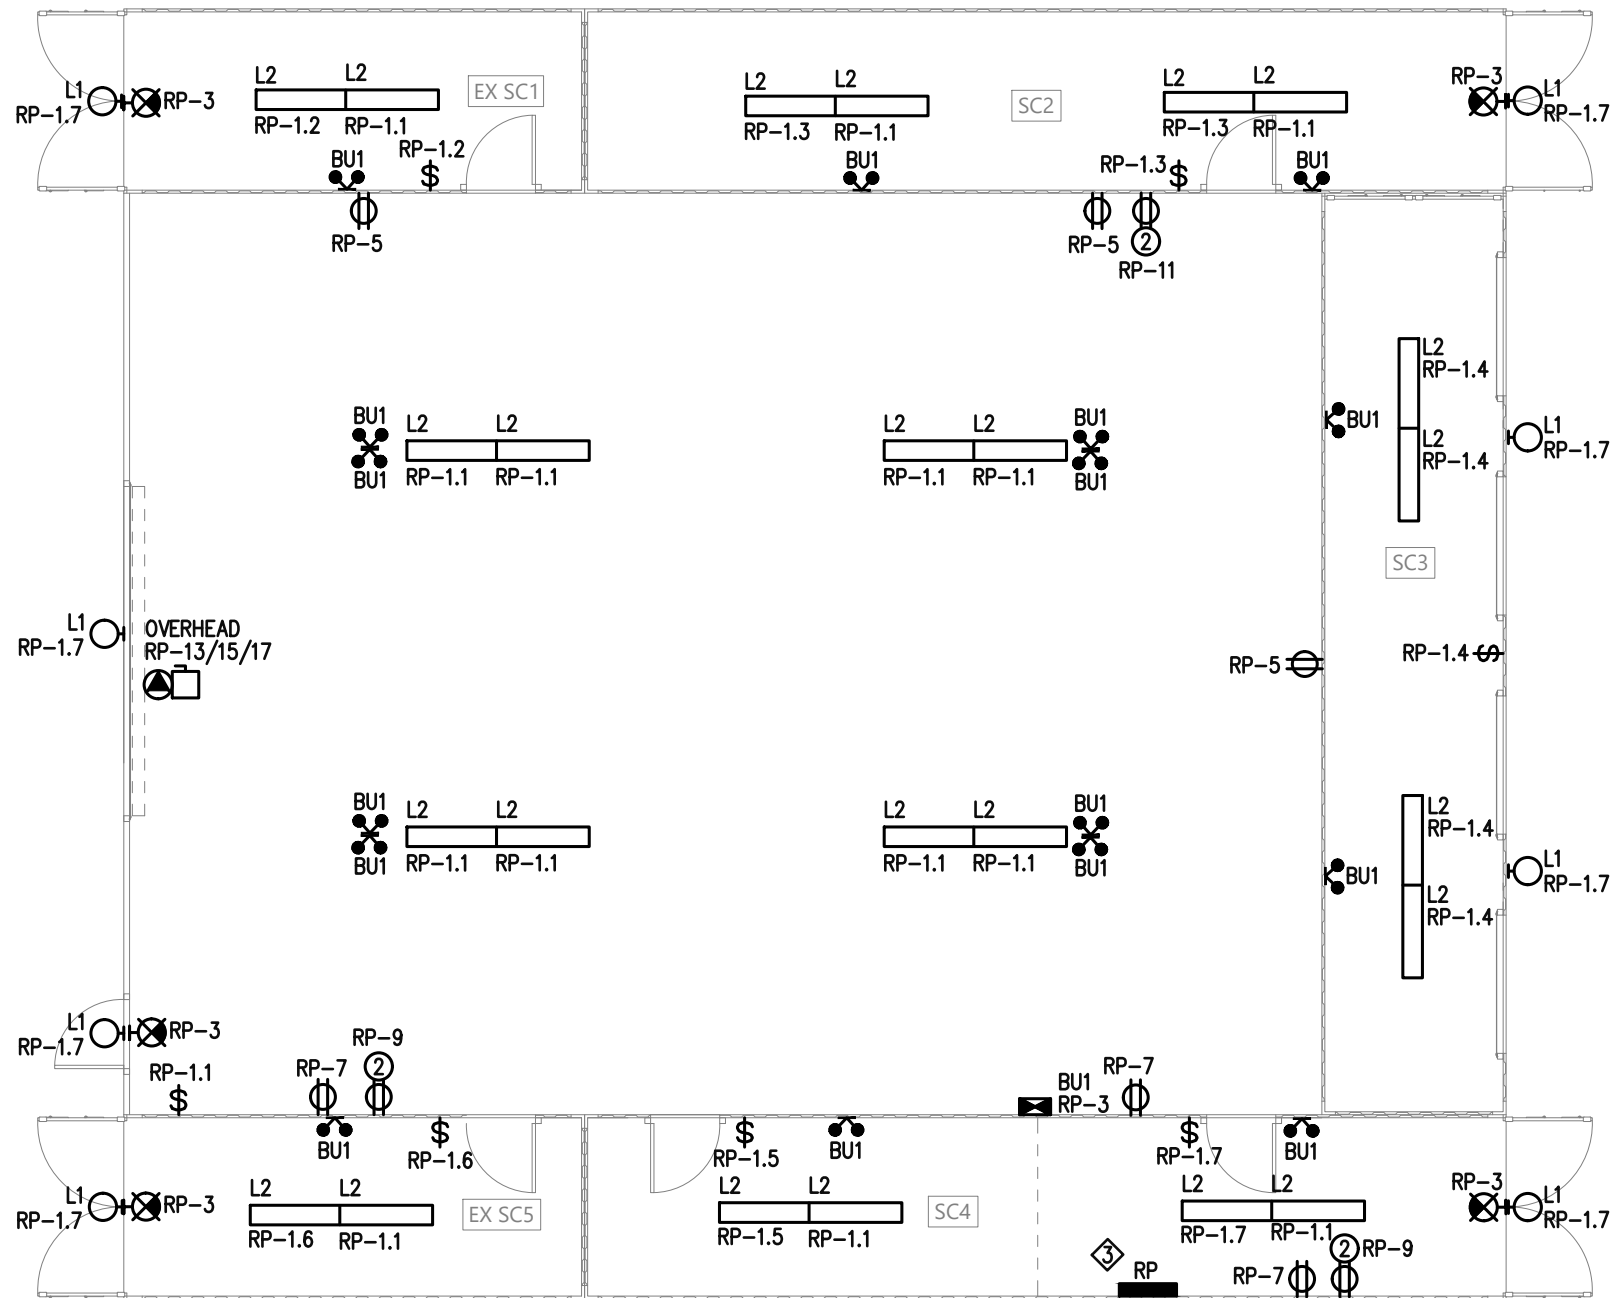 L2 L2
EX SC1
RP-1.2 RP-1.1
L1
RP-1.7
RP-3
RP-1.2
$
BU1
RP-5
L2 L2
RP-1.3 RP-1.1
SC2
L2 L2
RP-1.3 RP-1.1
RP-3
L1
RP-1.7
BU1
RP-1.3
$
BU1
RP-5
2
RP-11
BU1
BU1
L2 L2
RP-1.1 RP-1.1
L2 L2
RP-1.1 RP-1.1
BU1
BU1
BU1
L2
RP-1.4
L2
RP-1.4
L1
RP-1.7
SC3
L1
RP-1.7
OVERHEAD
RP-13/15/17
RP-5
RP-1.4 $
BU1
BU1
L2 L2
RP-1.1 RP-1.1
L2 L2
RP-1.1 RP-1.1
BU1
BU1
BU1
L2
RP-1.4
L2
RP-1.4
L1
RP-1.7
L1
RP-1.7
RP-3
RP-1.1
$
RP-7
RP-9
2
BU1
RP-3
RP-7
BU1
$
RP-1.6
$
RP-1.5
BU1
$
RP-1.7
BU1
L1
RP-1.7
RP-3
L2 L2
RP-1.6 RP-1.1
EX SC5
L2 L2
RP-1.5 RP-1.1
SC4
L2 L2
RP-1.7 RP-1.1
RP-3
L1
RP-1.7
3
RP
2
RP-9
RP-7